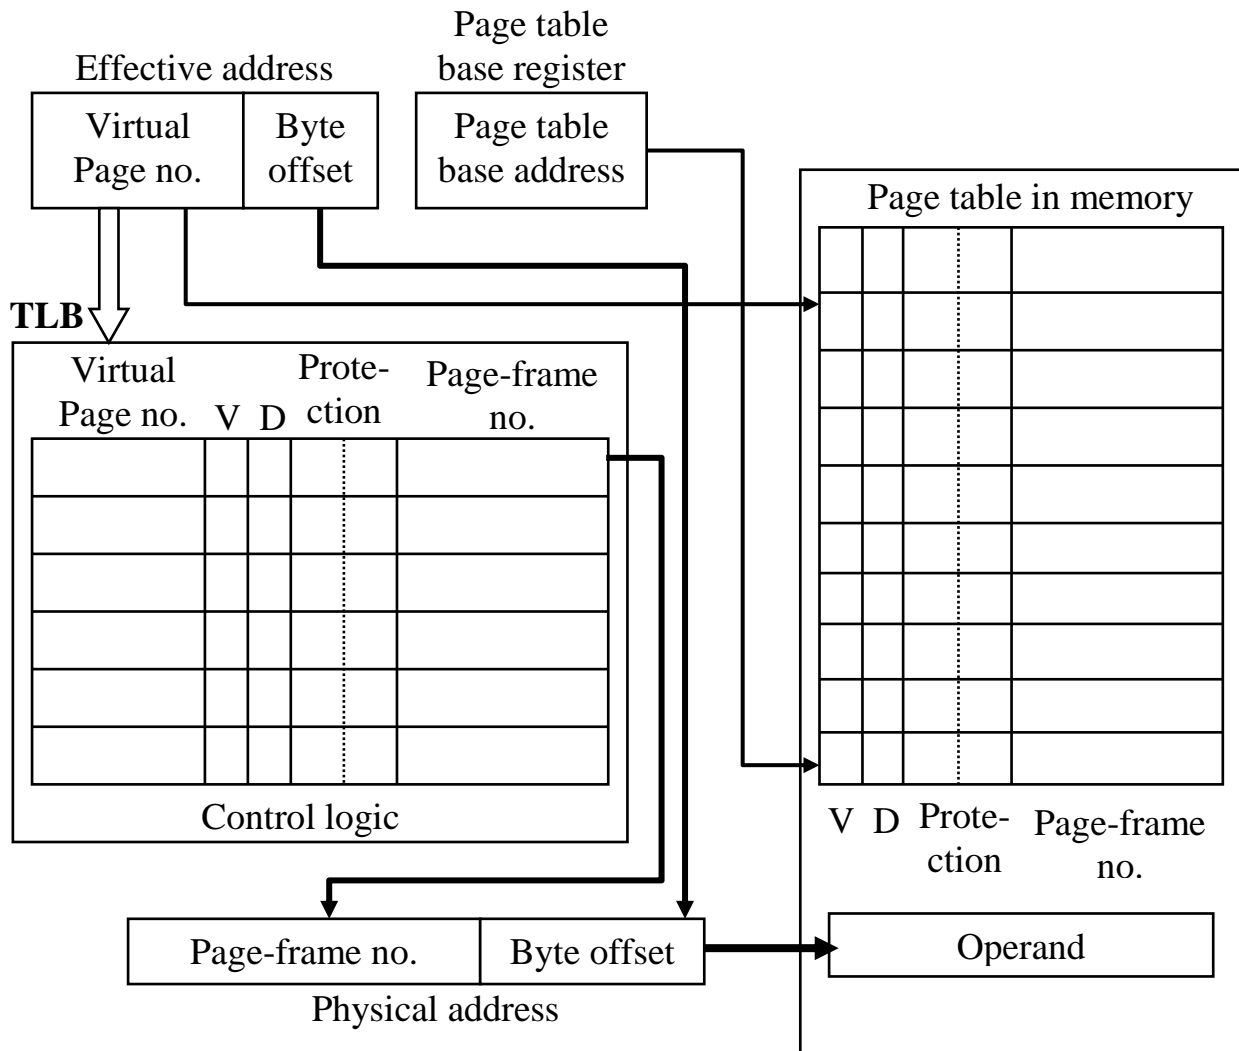 Page table
base register
Effective address
Virtual
Page no.
Byte
offset
Page table
base address
Page table in memory
TLB
Virtual
Page no.
V
D
Prote-
ction
Page-frame
no.
Control logic
V
D
Prote-
ction
Page-frame
no.
Page-frame no.
Byte offset
Operand
Physical address